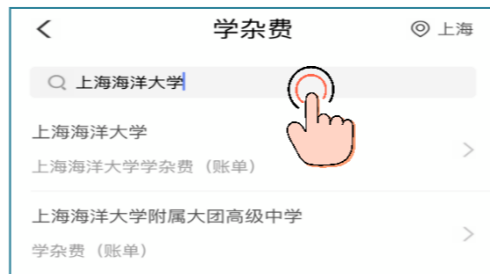 学杂费
上海
上海海洋大学
上海海洋大学
上海海洋大学学杂费（账单）
上海海洋大学附属大团高级中学
学杂费（账单）